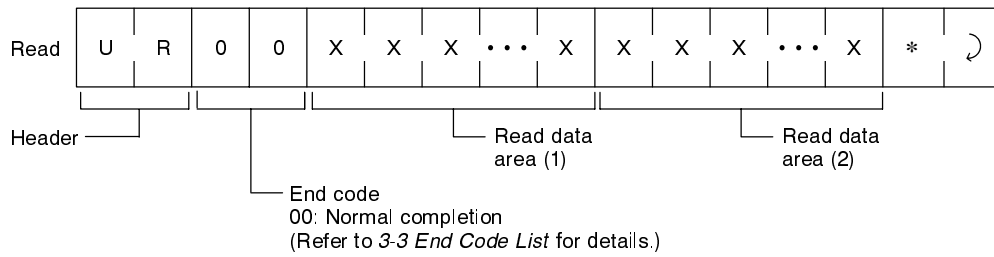 Read U R 0 0 X X X ••• X X X X ••• X *
Header
Read data area (1)
Read data area (2)
End code
00: Normal completion
(Refer to 3-3 End Code List for details.)